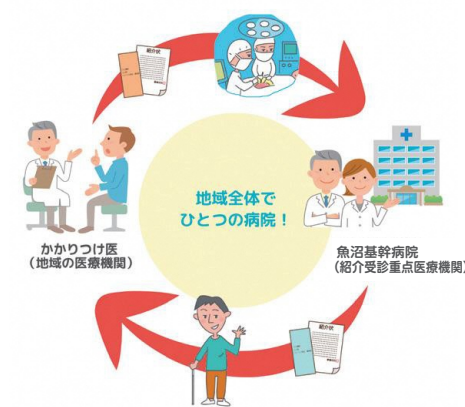 紹介状
地域全体で
ひとつの病院！
かかりつけ医
（地域の医療機関）
魚沼基幹病院
（紹介受診重点医療機関）
紹介状